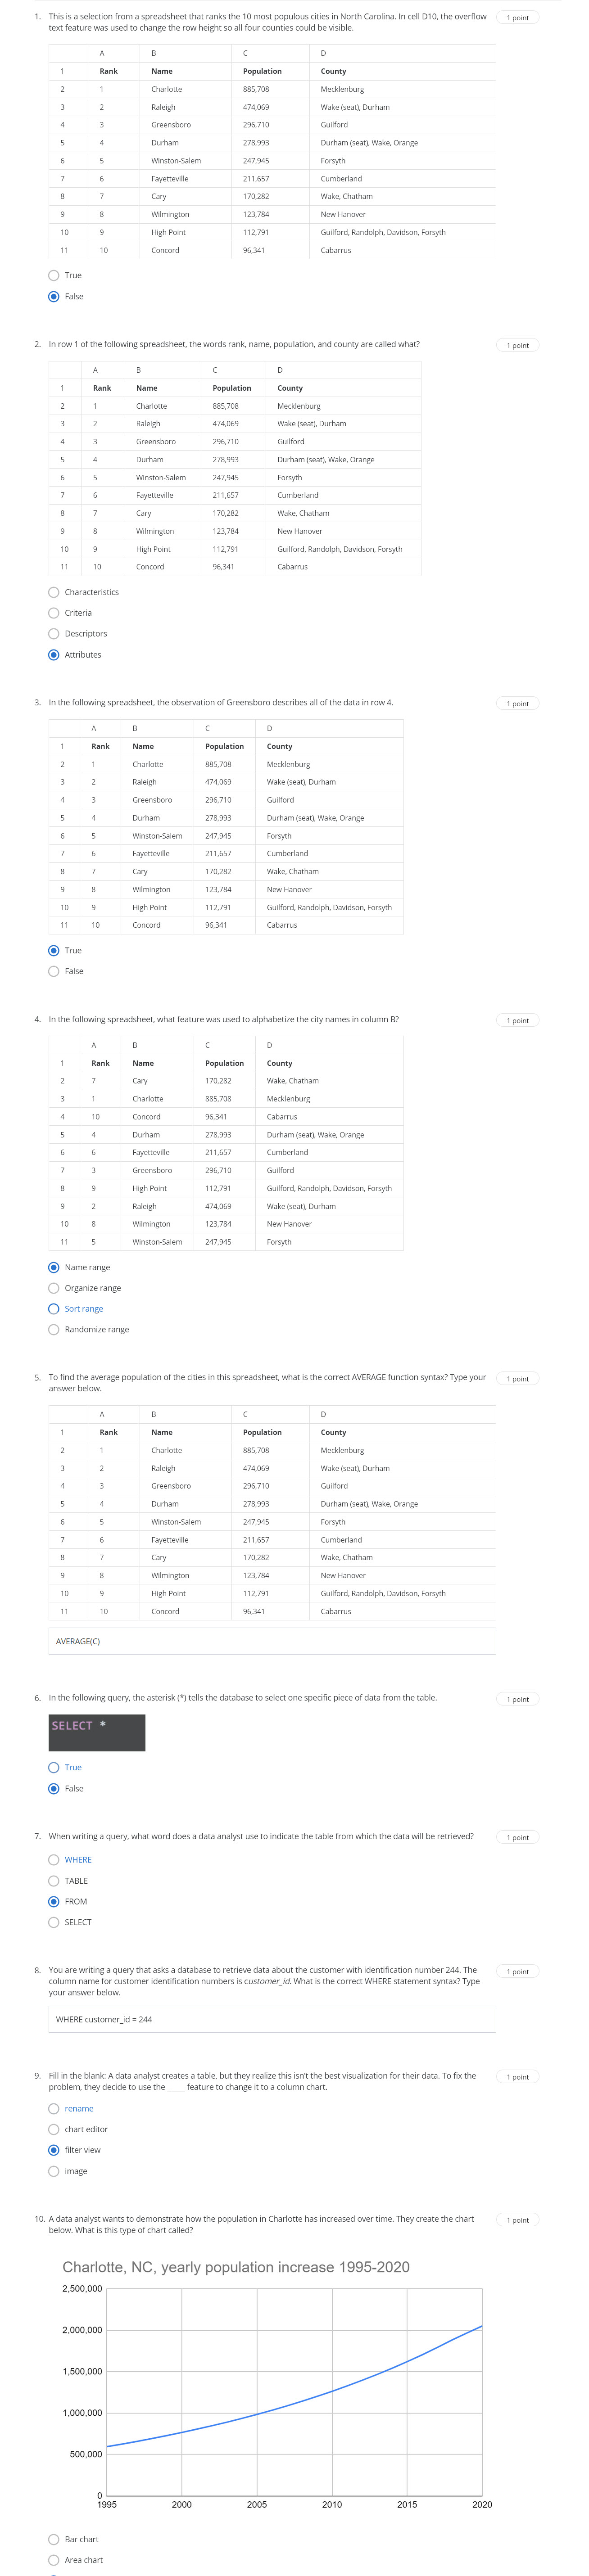 1. This is a selection from a spreadsheet that ranks the 10 most populous cities in North Carolina. In cell D10, the overflow 1 point
text feature was used to change the row height so all four counties could be visible.
A B C D
1 Rank Name Population County
2 1 Charlotte 885,708 Mecklenburg
3 2 Raleigh 474,069 Wake (seat), Durham
4 3 Greensboro 296,710 Guilford
5 4 Durham 278,993 Durham (seat), Wake, Orange
6 5 Winston-Salem 247,945 Forsyth
7 6 Fayetteville 211,657 Cumberland
8 7 Cary 170,282 Wake, Chatham
9 8 Wilmington 123,784 New Hanover
10 9 High Point 112,791 Guilford, Randolph, Davidson, Forsyth
11 10 Concord 96,341 Cabarrus
True
False
2. In row 1 of the following spreadsheet, the words rank, name, population, and county are called what? 1 point
A B C D
1 Rank Name Population County
2 1 Charlotte 885,708 Mecklenburg
3 2 Raleigh 474,069 Wake (seat), Durham
4 3 Greensboro 296,710 Guilford
5 4 Durham 278,993 Durham (seat), Wake, Orange
6 5 Winston-Salem 247,945 Forsyth
7 6 Fayetteville 211,657 Cumberland
8 7 Cary 170,282 Wake, Chatham
9 8 Wilmington 123,784 New Hanover
10 9 High Point 112,791 Guilford, Randolph, Davidson, Forsyth
11 10 Concord 96,341 Cabarrus
Characteristics
Criteria
Descriptors
Attributes
3. In the following spreadsheet, the observation of Greensboro describes all of the data in row 4. 1 point
A B C D
1 Rank Name Population County
2 1 Charlotte 885,708 Mecklenburg
3 2 Raleigh 474,069 Wake (seat), Durham
4 3 Greensboro 296,710 Guilford
5 4 Durham 278,993 Durham (seat), Wake, Orange
6 5 Winston-Salem 247,945 Forsyth
7 6 Fayetteville 211,657 Cumberland
8 7 Cary 170,282 Wake, Chatham
9 8 Wilmington 123,784 New Hanover
10 9 High Point 112,791 Guilford, Randolph, Davidson, Forsyth
11 10 Concord 96,341 Cabarrus
True
False
4. In the following spreadsheet, what feature was used to alphabetize the city names in column B? 1 point
A B C D
1 Rank Name Population County
2 7 Cary 170,282 Wake, Chatham
3 1 Charlotte 885,708 Mecklenburg
4 10 Concord 96,341 Cabarrus
5 4 Durham 278,993 Durham (seat), Wake, Orange
6 6 Fayetteville 211,657 Cumberland
7 3 Greensboro 296,710 Guilford
8 9 High Point 112,791 Guilford, Randolph, Davidson, Forsyth
9 2 Raleigh 474,069 Wake (seat), Durham
10 8 Wilmington 123,784 New Hanover
11 5 Winston-Salem 247,945 Forsyth
Name range
Organize range
Sort range
Randomize range
5. To find the average population of the cities in this spreadsheet, what is the correct AVERAGE function syntax? Type your 1 point
answer below.
A B C D
1 Rank Name Population County
2 1 Charlotte 885,708 Mecklenburg
3 2 Raleigh 474,069 Wake (seat), Durham
4 3 Greensboro 296,710 Guilford
5 4 Durham 278,993 Durham (seat), Wake, Orange
6 5 Winston-Salem 247,945 Forsyth
7 6 Fayetteville 211,657 Cumberland
8 7 Cary 170,282 Wake, Chatham
9 8 Wilmington 123,784 New Hanover
10 9 High Point 112,791 Guilford, Randolph, Davidson, Forsyth
11 10 Concord 96,341 Cabarrus
AVERAGE(C)
6. In the following query, the asterisk (*) tells the database to select one specific piece of data from the table. 1 point
SELECT *
True
False
7. When writing a query, what word does a data analyst use to indicate the table from which the data will be retrieved? 1 point
WHERE
TABLE
FROM
SELECT
8. You are writing a query that asks a database to retrieve data about the customer with identification number 244. The 1 point
column name for customer identification numbers is customer_id. What is the correct WHERE statement syntax? Type
your answer below.
WHERE customer_id = 244
9. Fill in the blank: A data analyst creates a table, but they realize this isn't the best visualization for their data. To fix the 1 point
problem, they decide to use the _____ feature to change it to a column chart.
rename
chart editor
filter view
image
10. A data analyst wants to demonstrate how the population in Charlotte has increased over time. They create the chart 1 point
below. What is this type of chart called?
Charlotte, NC, yearly population increase 1995-2020
2,500,000
2,000,000
1,500,000
1,000,000
500,000
0
1995 2000 2005 2010 2015 2020
Bar chart
Area chart